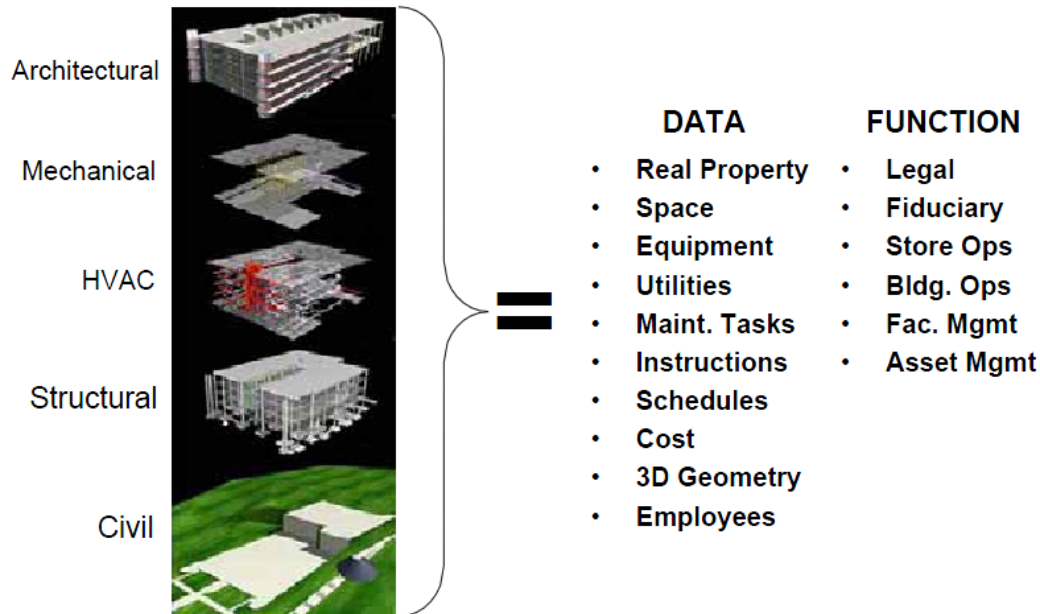 Architectural
Mechanical
HVAC
Structural
Civil
=
DATA
• Real Property
• Space
• Equipment
• Utilities
• Maint. Tasks
• Instructions
• Schedules
• Cost
• 3D Geometry
• Employees
FUNCTION
• Legal
• Fiduciary
• Store Ops
• Bldg. Ops
• Fac. Mgmt
• Asset Mgmt